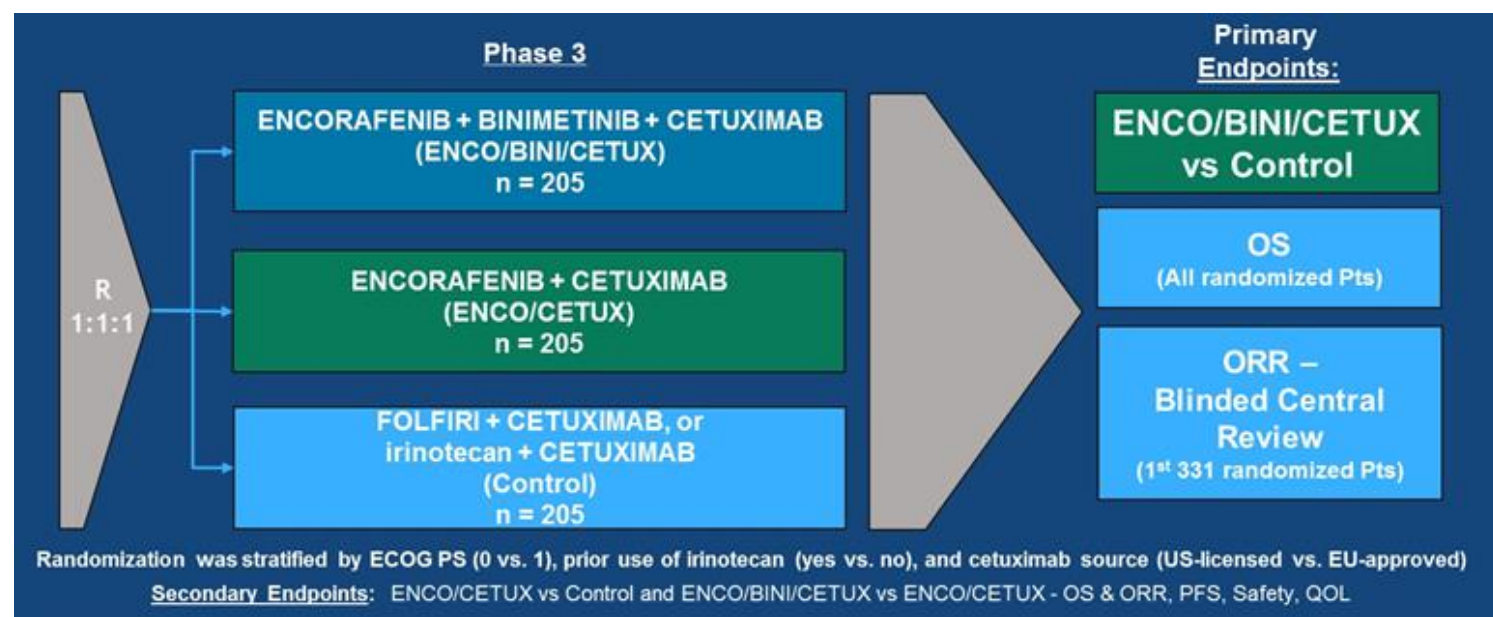 Phase 3
Primary
Endpoints:
R
1:1:1
ENCORAFENIB + BINIMETINIB + CETUXIMAB
(ENCO/BINI/CETUX)
n = 205
ENCORAFENIB + CETUXIMAB
(ENCO/CETUX)
n = 205
FOLFIRI + CETUXIMAB, or
irinotecan + CETUXIMAB
(Control)
n = 205
ENCO/BINI/CETUX
vs Control
OS
(All randomized Pts)
ORR –
Blinded Central
Review
(1st 331 randomized Pts)
Randomization was stratified by ECOG PS (0 vs. 1), prior use of irinotecan (yes vs. no), and cetuximab source (US-licensed vs. EU-approved)
Secondary Endpoints: ENCO/CETUX vs Control and ENCO/BINI/CETUX vs ENCO/CETUX - OS & ORR, PFS, Safety, QOL